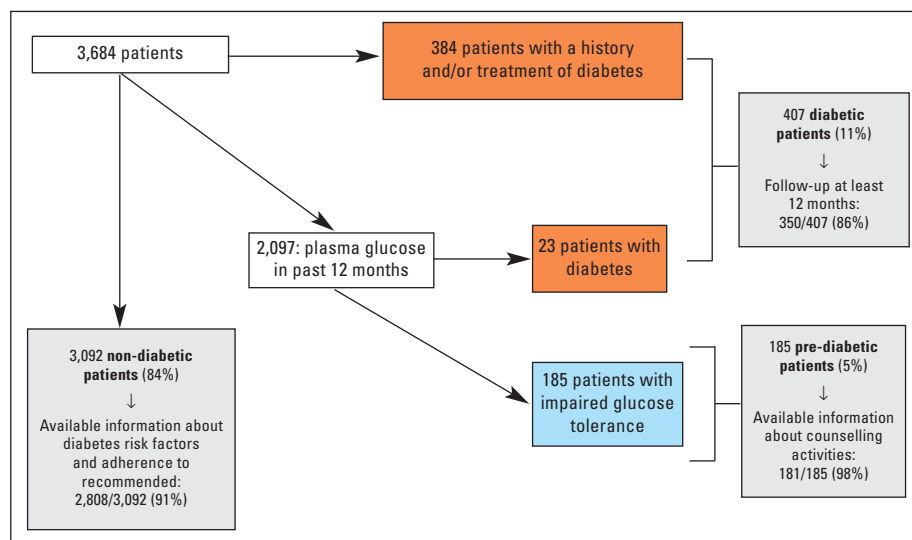 3,684 patients
384 patients with a history
and/or treatment of diabetes
407 diabetic
patients (11%)
↓
Follow-up at least
12 months:
350/407 (86%)
2,097: plasma glucose
in past 12 months
23 patients with
diabetes
3,092 non-diabetic
patients (84%)
↓
Available information about
diabetes risk factors
and adherence to
recommended:
2,808/3,092 (91%)
185 patients with
impaired glucose
tolerance
185 pre-diabetic
patients (5%)
↓
Available information
about counselling
activities:
181/185 (98%)